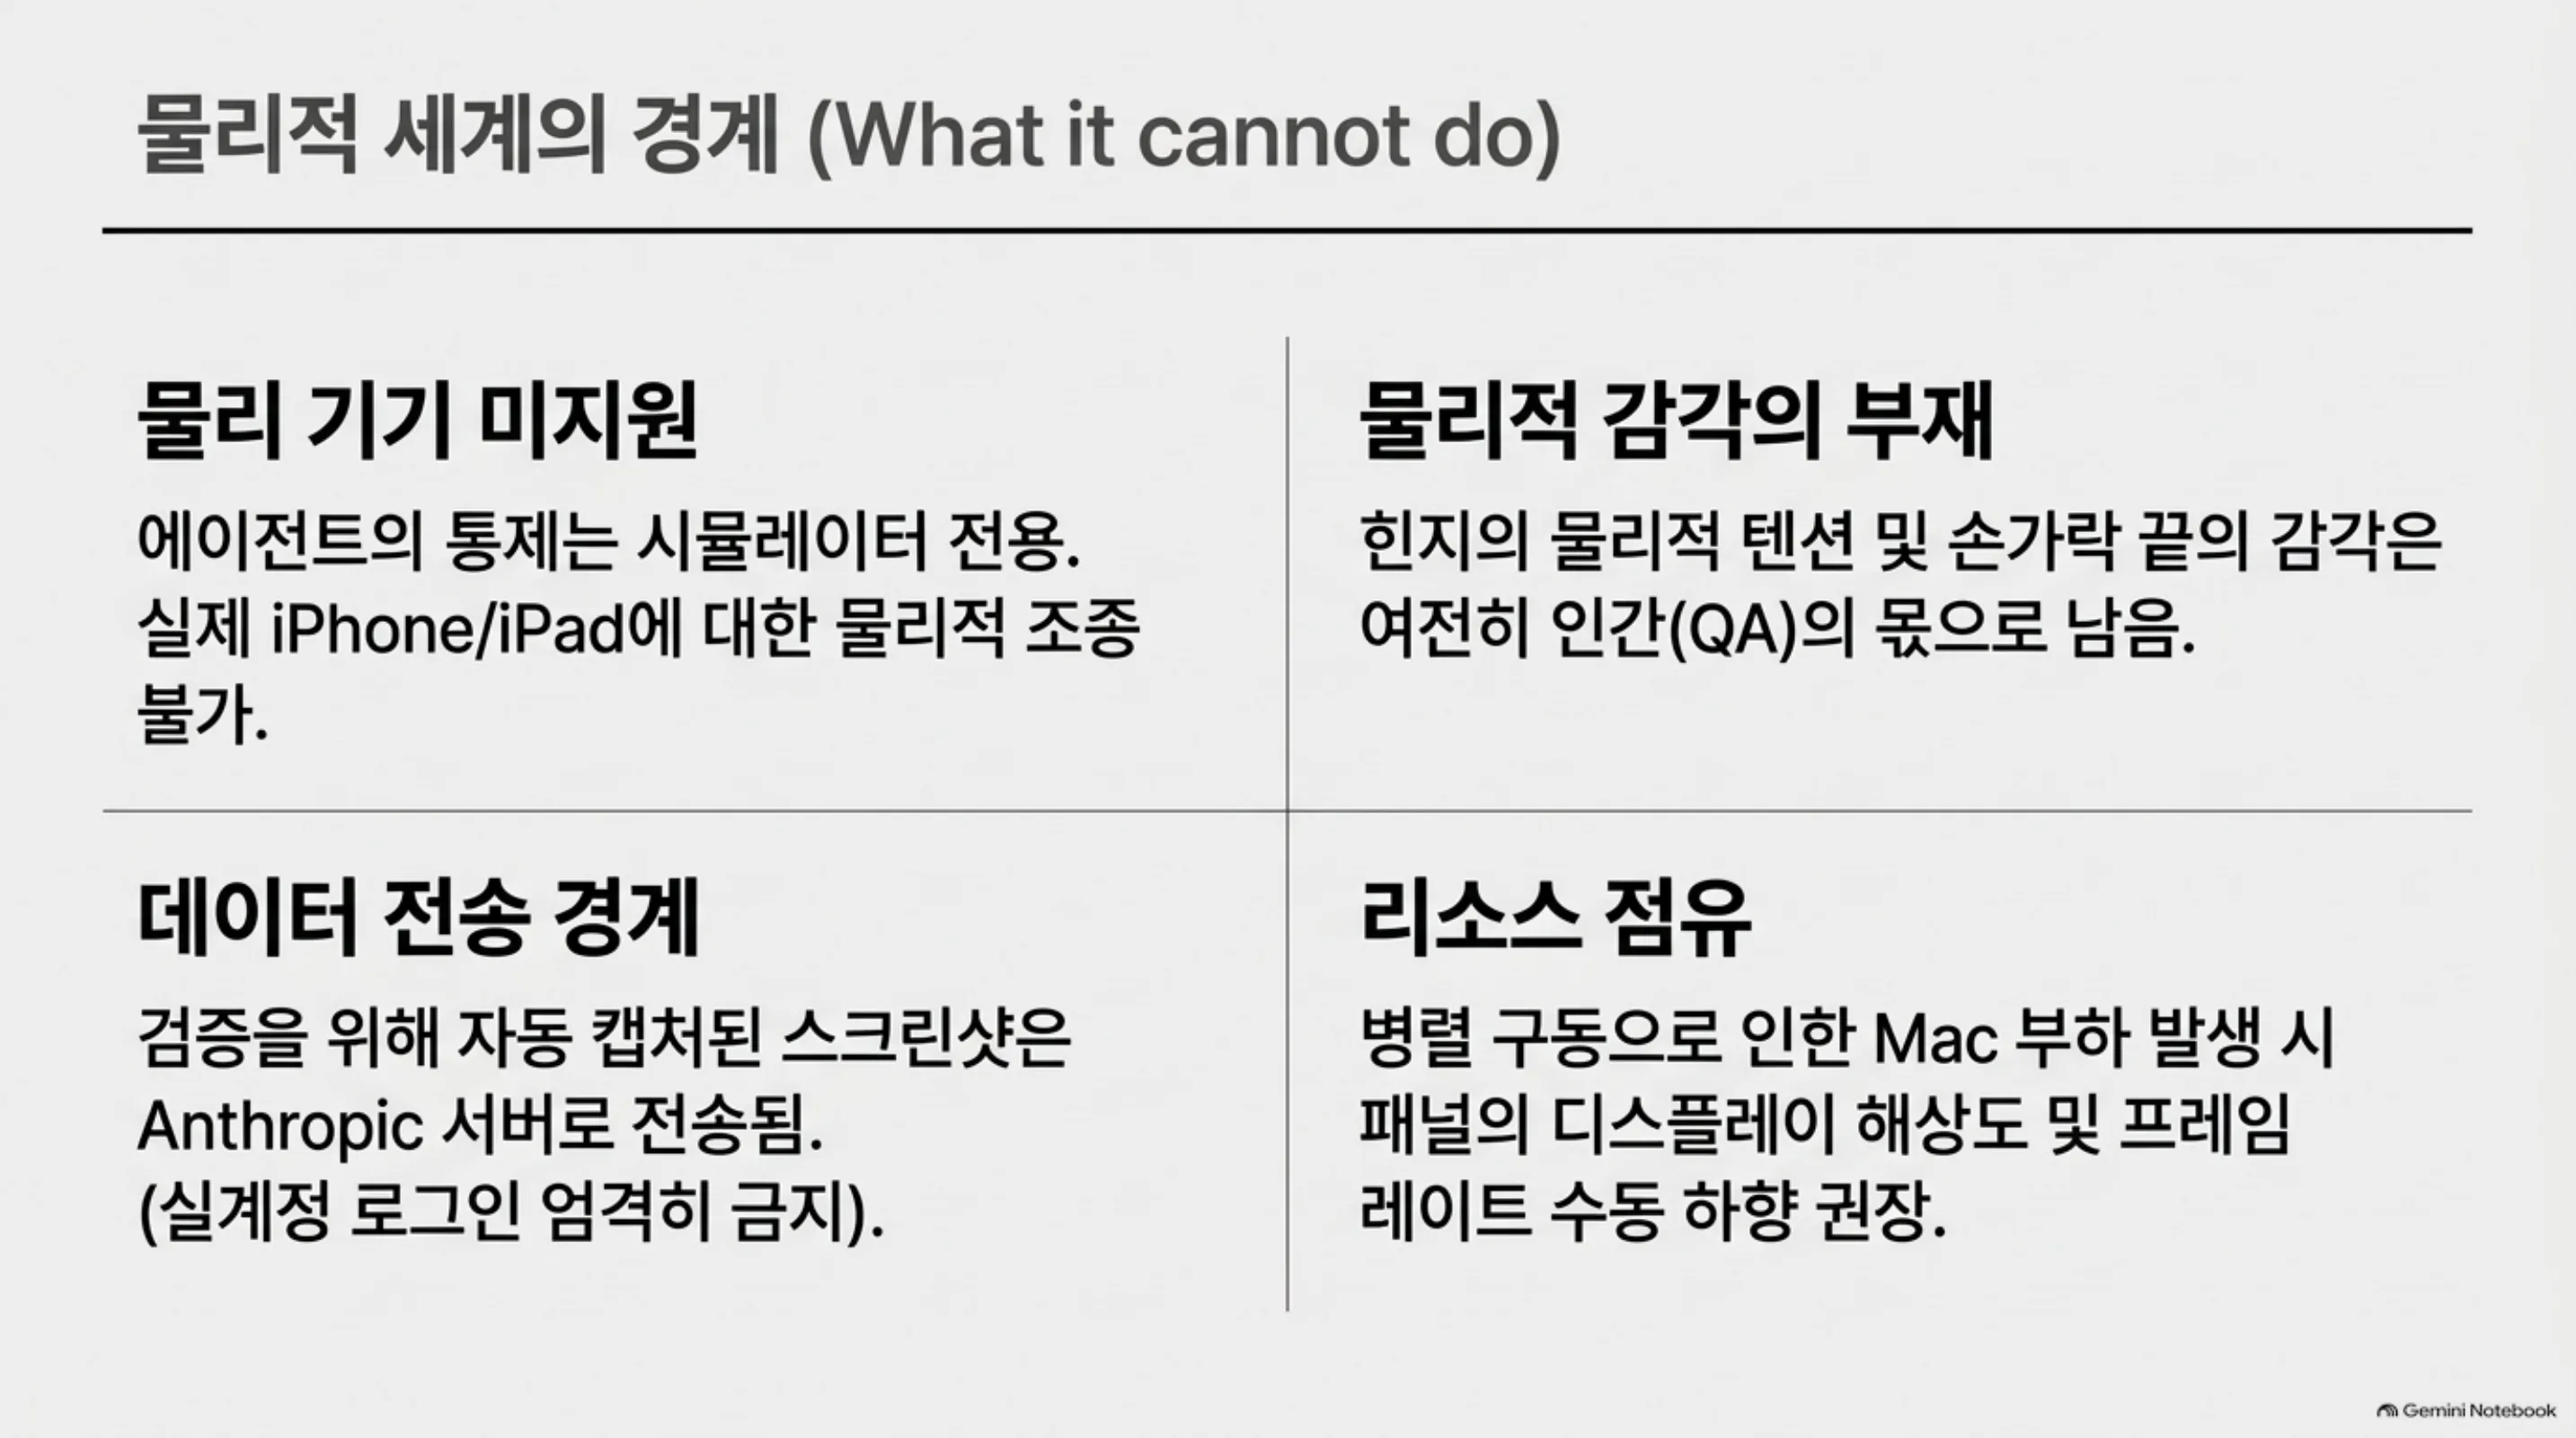 물리적 세계의 경계 (What it cannot do)
물리 기기 미지원
에이전트의 통제는 시뮬레이터 전용.
실제 iPhone/iPad에 대한 물리적 조종
불가.
물리적 감각의 부재
힌지의 물리적 텐션 및 손가락 끝의 감각은
여전히 인간(QA)의 몫으로 남음.
데이터 전송 경계
검증을 위해 자동 캡처된 스크린샷은
Anthropic 서버로 전송됨.
(실계정 로그인 엄격히 금지).
리소스 점유
병렬 구동으로 인한 Mac 부하 발생 시
패널의 디스플레이 해상도 및 프레임
레이트 수동 하향 권장.
Gemini Notebook